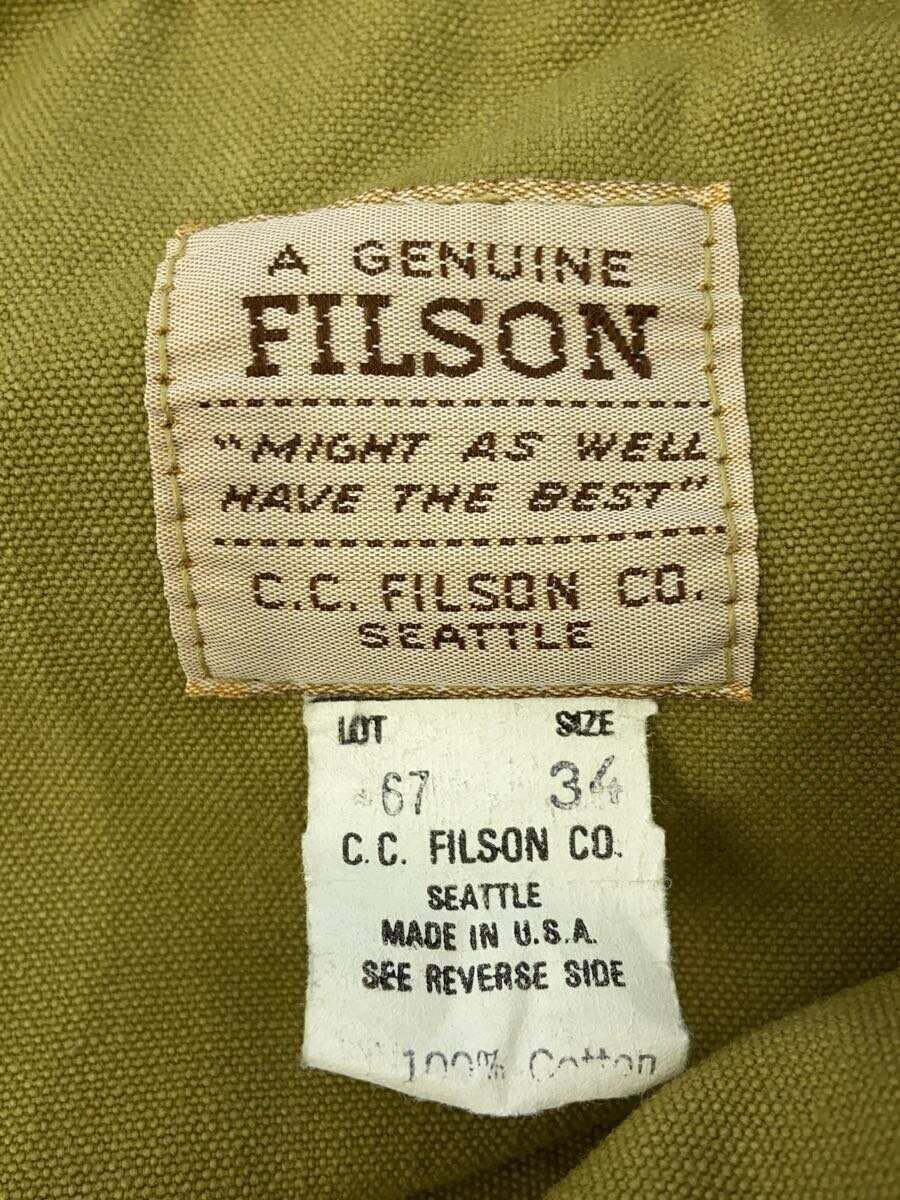 A GENUINE
FILSON
"MIGHT AS WELL
HAVE THE BEST"
C.C. FILSON CO.
SEATTLE
LOT SIZE
67 34
C.C. FILSON CO.
SEATTLE
MADE IN U.S.A.
SEE REVERSE SIDE
100% Cotton